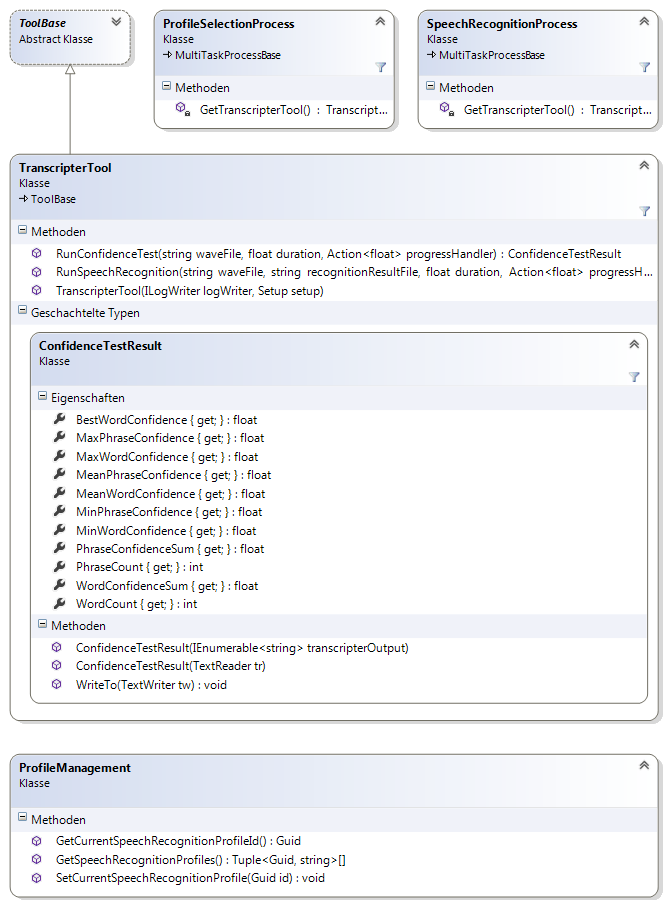 ToolBase
Abstract Klasse
ProfileSelectionProcess
Klasse
MultiTaskProcessBase
Methoden
GetTranscripterTool() : Transcript...
SpeechRecognitionProcess
Klasse
MultiTaskProcessBase
Methoden
GetTranscripterTool() : Transcript...
TranscripterTool
Klasse
ToolBase
Methoden
RunConfidenceTest(string waveFile, float duration, Action<float> progressHandler) : ConfidenceTestResult
RunSpeechRecognition(string waveFile, string recognitionResultFile, float duration, Action<float> progressH...
TranscripterTool(ILogWriter logWriter, Setup setup)
Geschachtelte Typen
ConfidenceTestResult
Klasse
Eigenschaften
BestWordConfidence { get; } : float
MaxPhraseConfidence { get; } : float
MaxWordConfidence { get; } : float
MeanPhraseConfidence { get; } : float
MeanWordConfidence { get; } : float
MinPhraseConfidence { get; } : float
MinWordConfidence { get; } : float
PhraseConfidenceSum { get; } : float
PhraseCount { get; } : int
WordConfidenceSum { get; } : float
WordCount { get; } : int
Methoden
ConfidenceTestResult(IEnumerable<string> transcripterOutput)
ConfidenceTestResult(TextReader tr)
WriteTo(TextWriter tw) : void
ProfileManagement
Klasse
Methoden
GetCurrentSpeechRecognitionProfileId() : Guid
GetSpeechRecognitionProfiles() : Tuple<Guid, string>[]
SetCurrentSpeechRecognitionProfile(Guid id) : void